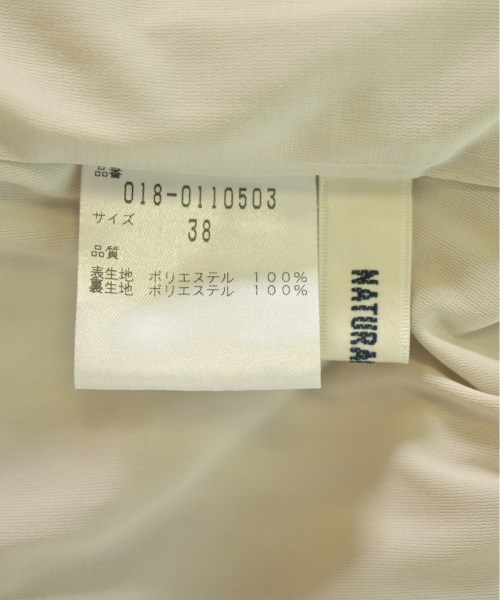 品番
018-0110503
サイズ
38
品質
表生地 ポリエステル 100%
裏生地 ポリエステル 100%